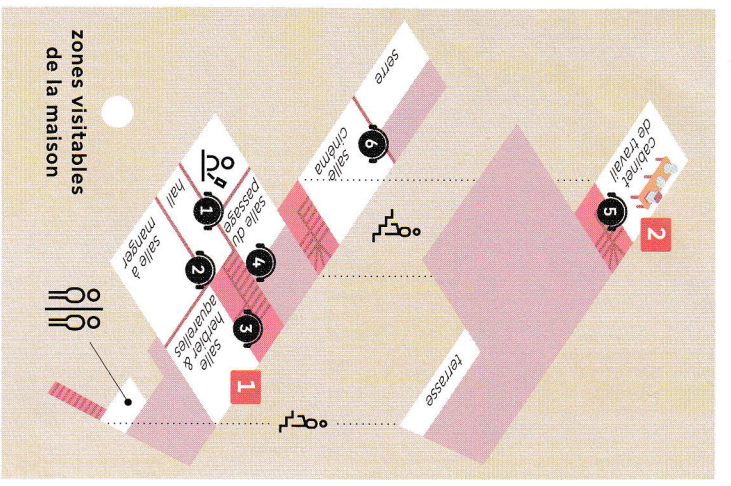 zones visitables
de la maison
serre
salle
cinéma
6
hall
1
salle du
passage
4
salle à
manger
2
salle
herbier &
aquarelles
3
1
cabinet
de travail
5
2
terrasse